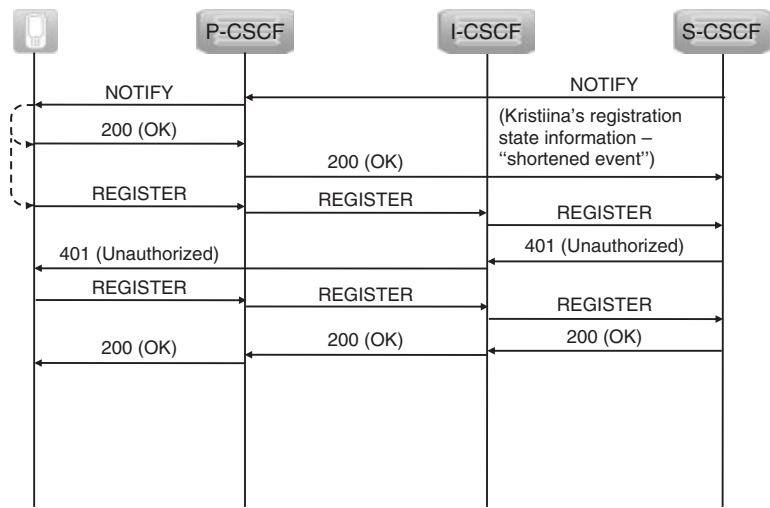 P-CSCF
I-CSCF
S-CSCF
NOTIFY
NOTIFY
(Kristiina's registration
state information –
"shortened event")
200 (OK)
200 (OK)
REGISTER
REGISTER
REGISTER
401 (Unauthorized)
401 (Unauthorized)
REGISTER
REGISTER
REGISTER
200 (OK)
200 (OK)
200 (OK)